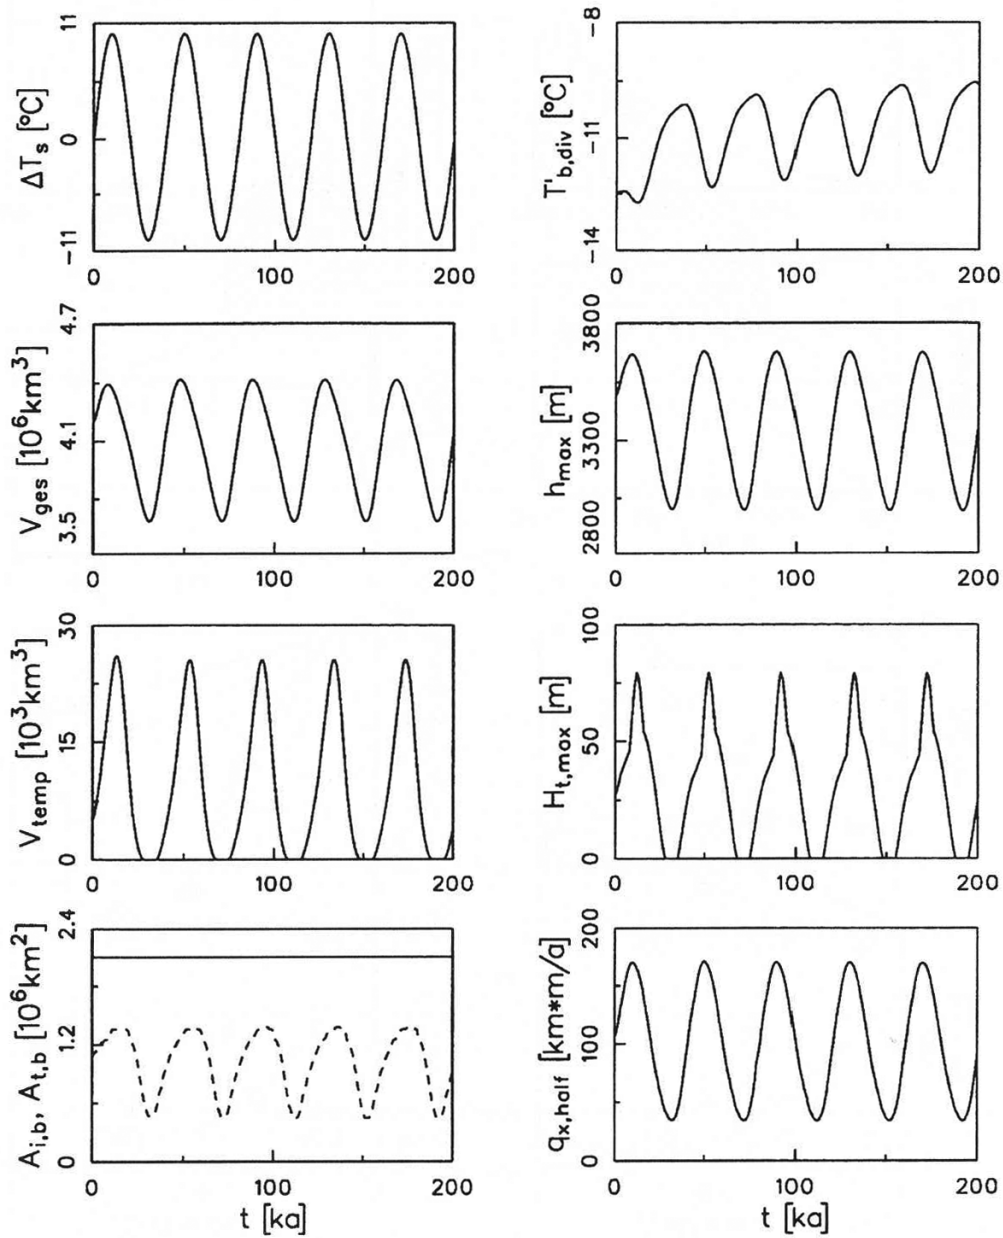 ΔTs [°C]
11
0
−11
0 100 200
T'b,div [°C]
−8
−11
−14
0 100 200
Vges [10⁶km³]
4.7
4.1
3.5
0 100 200
hmax [m]
3800
3300
2800
0 100 200
Vtemp [10³km³]
30
15
0
0 100 200
Ht,max [m]
100
50
0
0 100 200
Ai,b, At,b [10⁶km²]
2.4
1.2
0
0 100 200
t [ka]
qx,half [km*m/a]
200
100
0
0 100 200
t [ka]